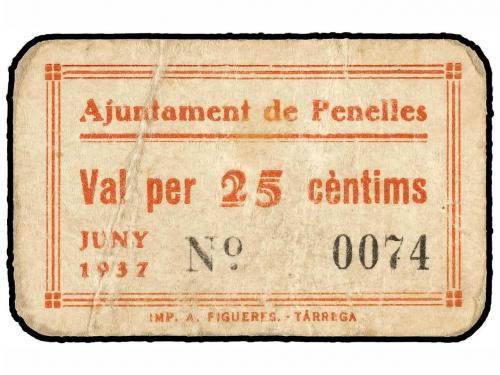 Ajuntament de Penelles
Val per 25 cèntims
JUNY
1937 Nº 0074
IMP. A. FIGUERES. - TÀRREGA